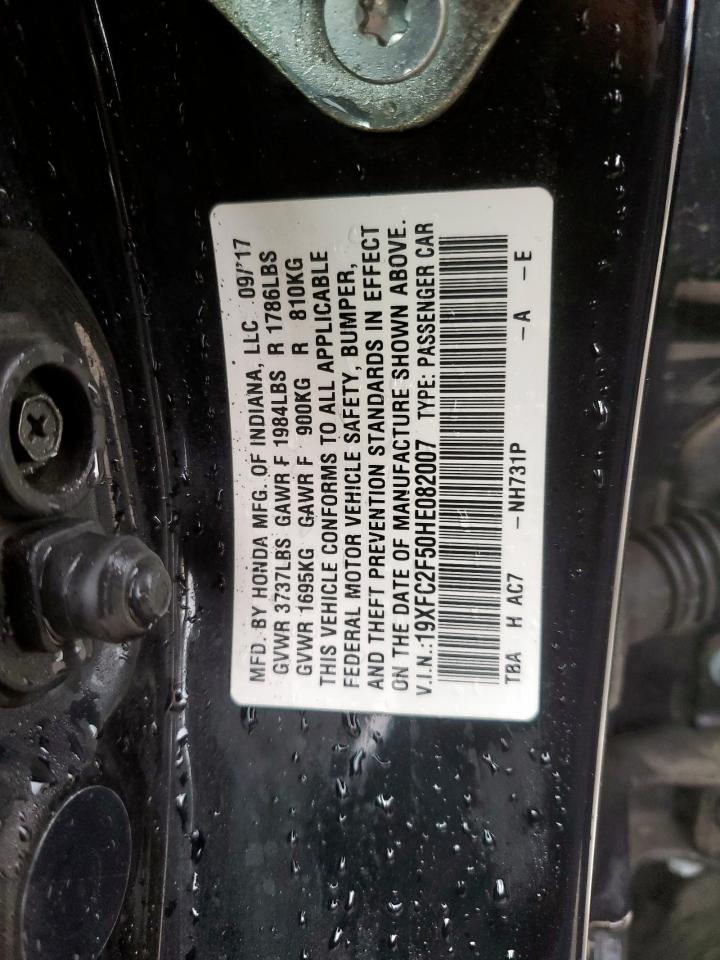 MFD. BY HONDA MFG. OF INDIANA, LLC 09/'17
GVWR 3737LBS GAWR F 1984LBS R 1786LBS
GVWR 1695KG GAWR F 900KG R 810KG
THIS VEHICLE CONFORMS TO ALL APPLICABLE
FEDERAL MOTOR VEHICLE SAFETY, BUMPER,
AND THEFT PREVENTION STANDARDS IN EFFECT
ON THE DATE OF MANUFACTURE SHOWN ABOVE.
V.I.N.:19XFC2F50HE082007 TYPE: PASSENGER CAR
TBA H AC7 -NH731P -A -E